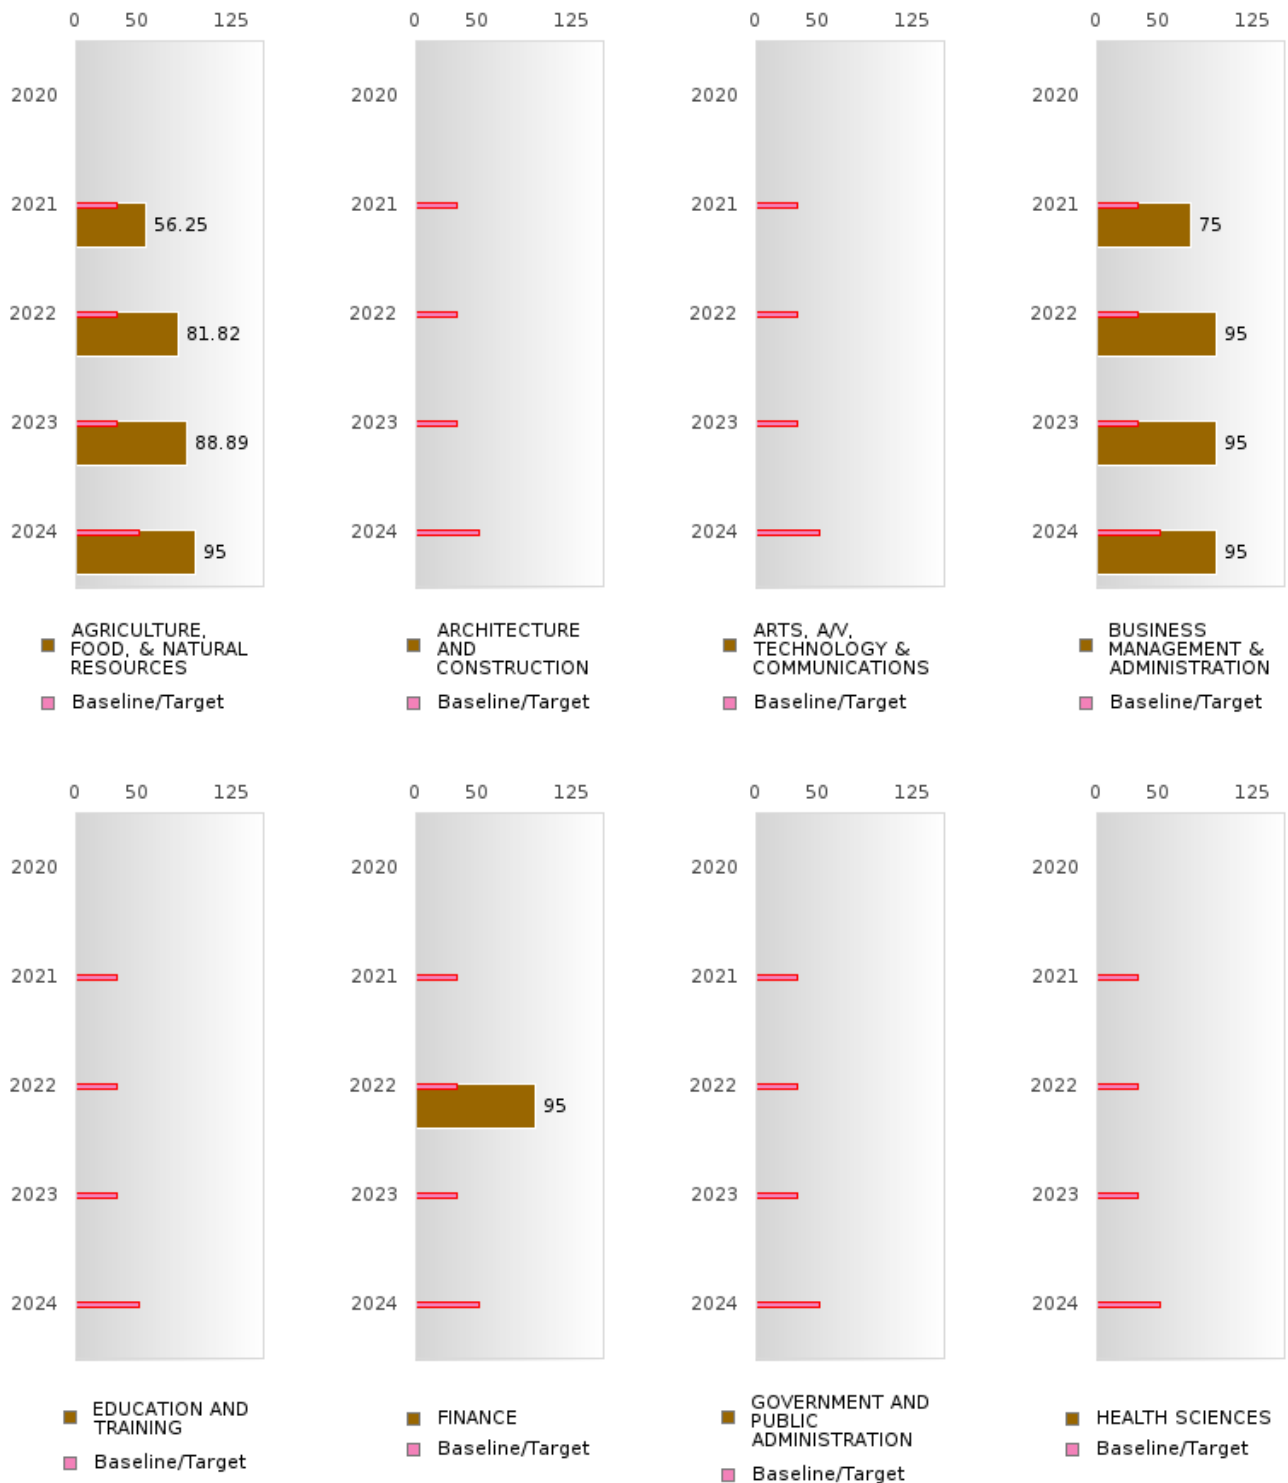 0 50 125 0 50 125 0 50 125 0 50 125
2020 2020 2020 2020
2021 56.25 2021 2021 2021 75
2022 81.82 2022 2022 2022 95
2023 88.89 2023 2023 2023 95
2024 95 2024 2024 2024 95
AGRICULTURE,
FOOD, & NATURAL
RESOURCES
Baseline/Target
ARCHITECTURE
AND
CONSTRUCTION
Baseline/Target
ARTS, A/V,
TECHNOLOGY &
COMMUNICATIONS
Baseline/Target
BUSINESS
MANAGEMENT &
ADMINISTRATION
Baseline/Target
0 50 125 0 50 125 0 50 125 0 50 125
2020 2020 2020 2020
2021 2021 2021 2021
2022 2022 95 2022 2022
2023 2023 2023 2023
2024 2024 2024 2024
EDUCATION AND
TRAINING
Baseline/Target
FINANCE
Baseline/Target
GOVERNMENT AND
PUBLIC
ADMINISTRATION
Baseline/Target
HEALTH SCIENCES
Baseline/Target